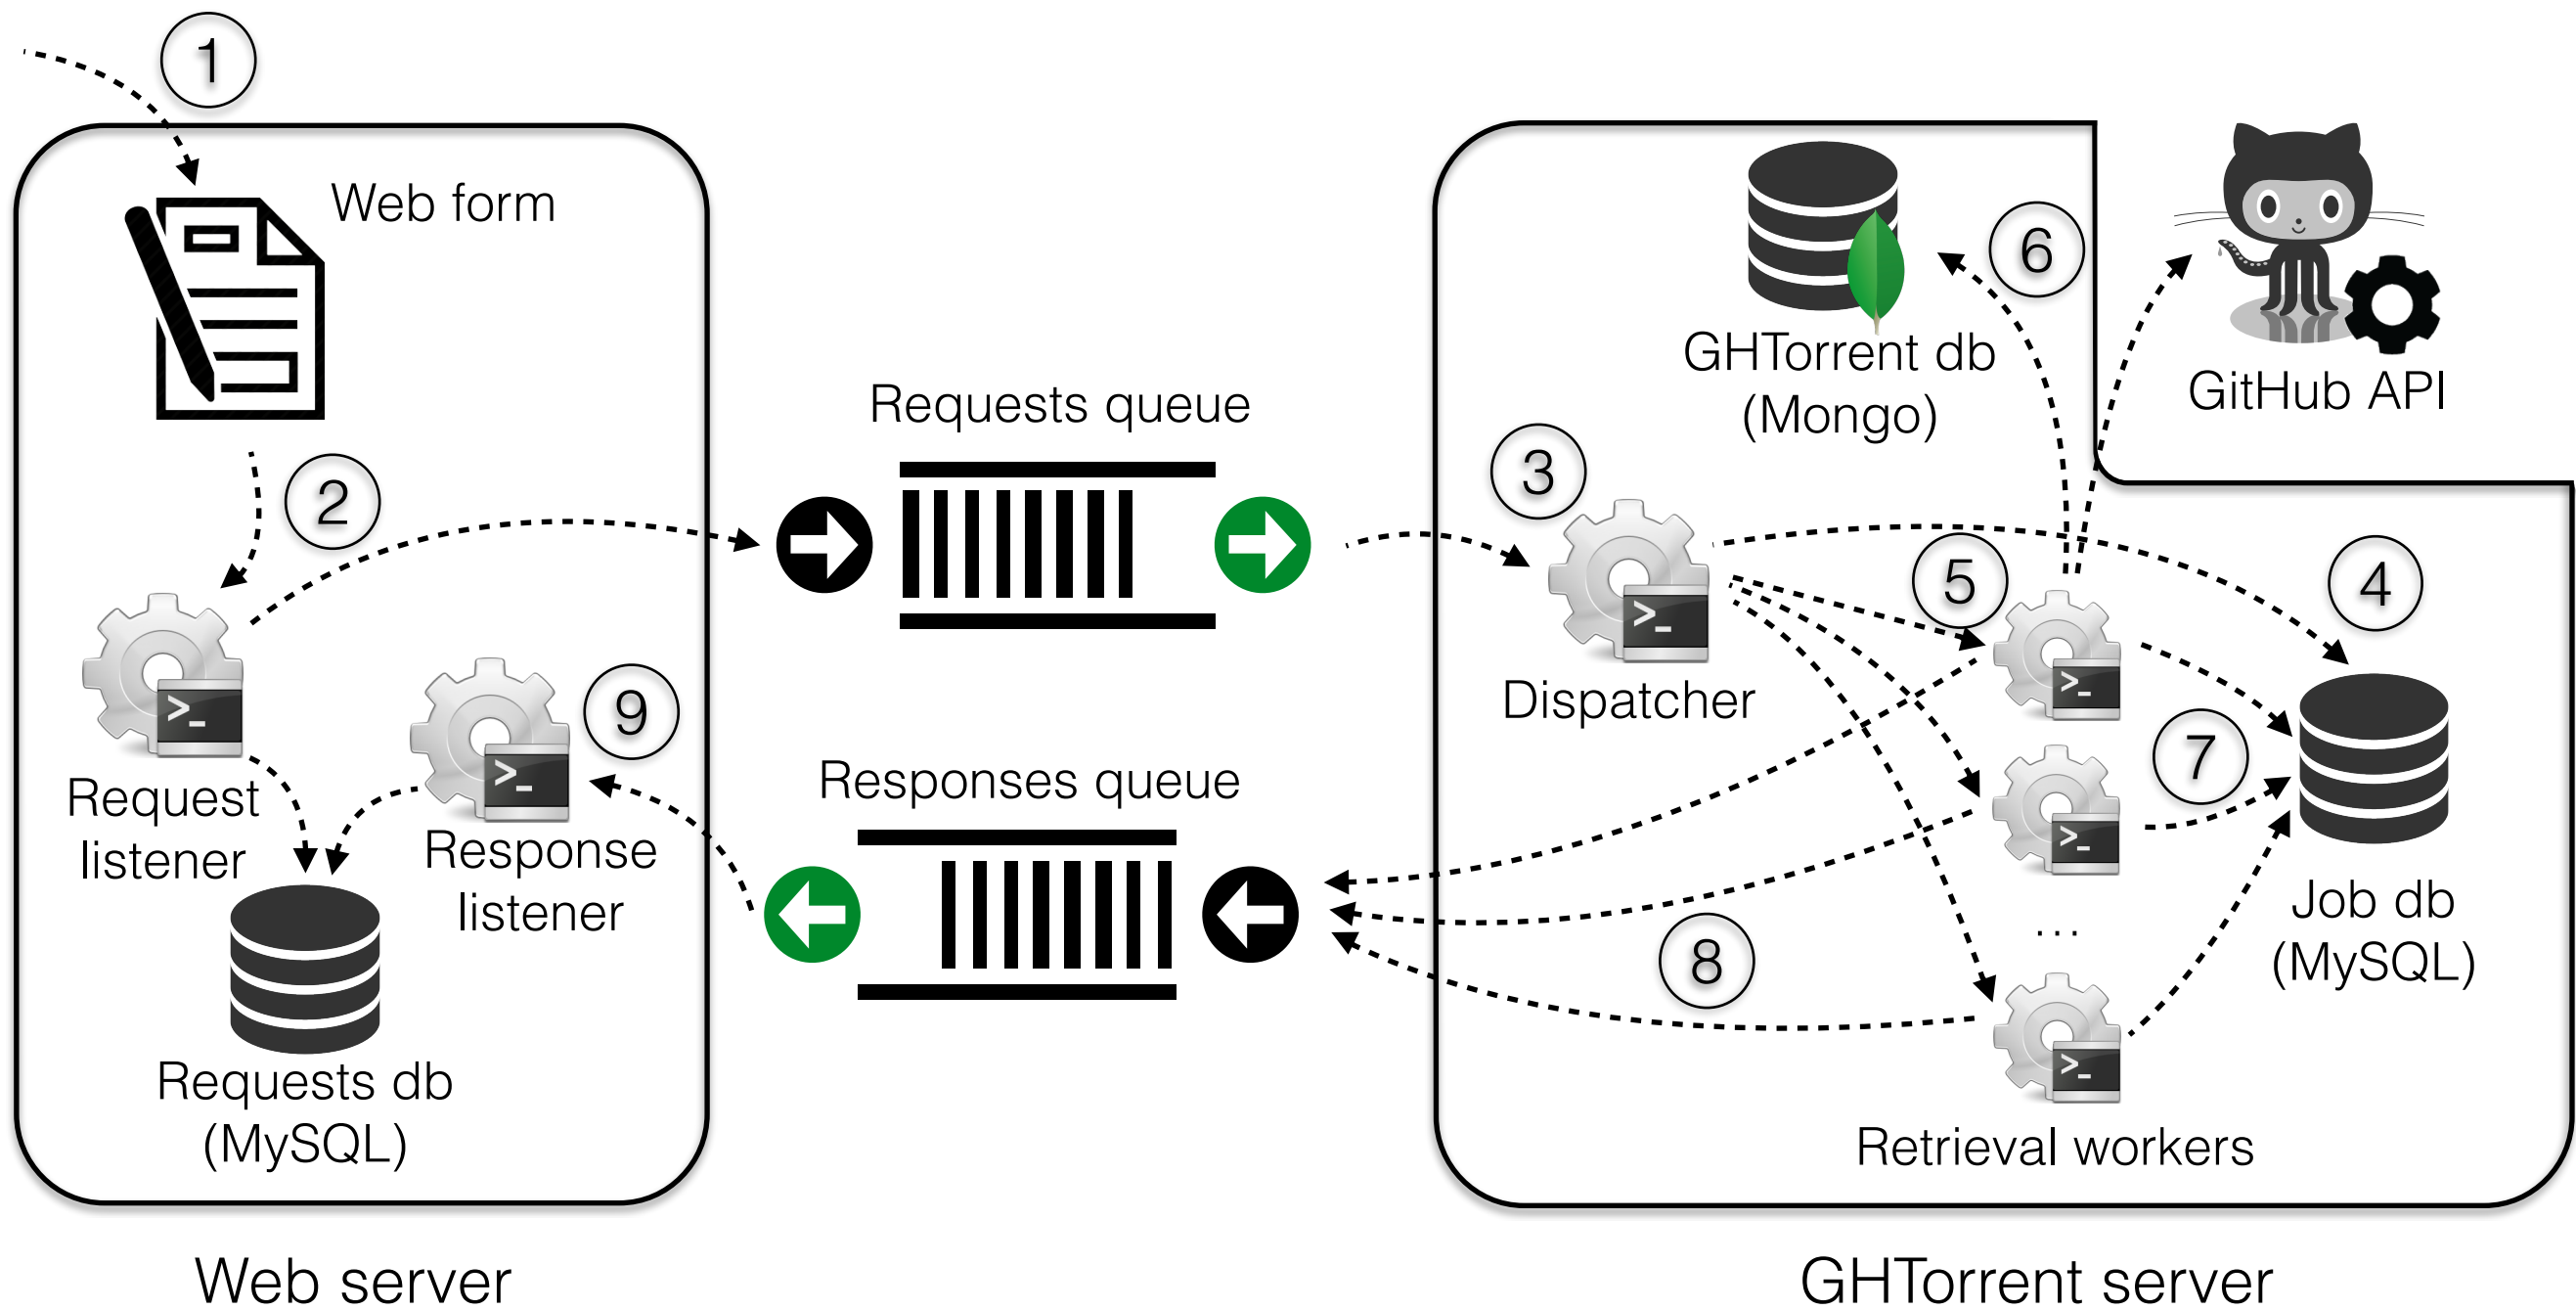 1
Web form
2
Request
listener
9
Response
listener
Requests db
(MySQL)
Web server
Requests queue
Responses queue
GHTorrent db
(Mongo)
6
GitHub API
3
Dispatcher
5
4
7
8
Job db
(MySQL)
...
Retrieval workers
GHTorrent server
>_
>_
>_
>_
>_
>_